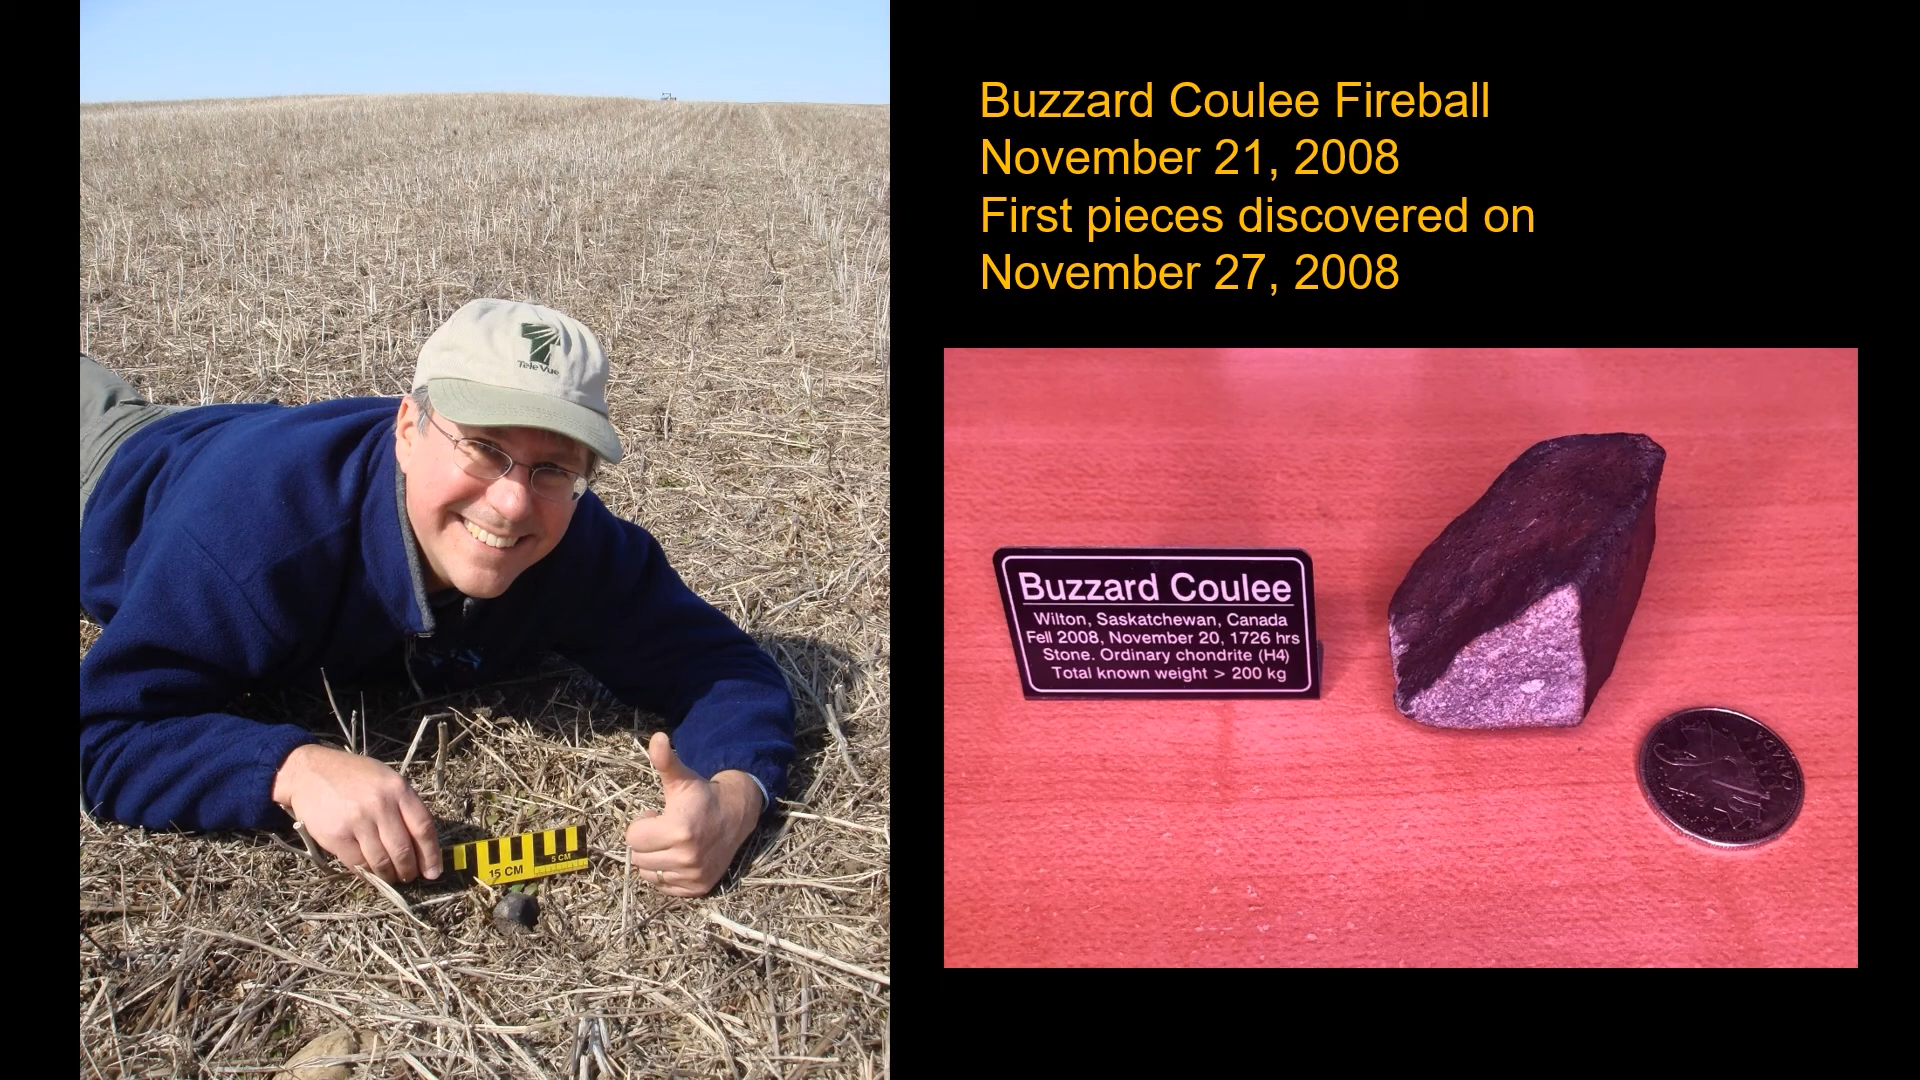 Buzzard Coulee Fireball
November 21, 2008
First pieces discovered on
November 27, 2008
TeleVue
15 CM
5 CM
Buzzard Coulee
Wilton, Saskatchewan, Canada
Fell 2008, November 20, 1726 hrs
Stone. Ordinary chondrite (H4)
Total known weight > 200 kg
CANADA